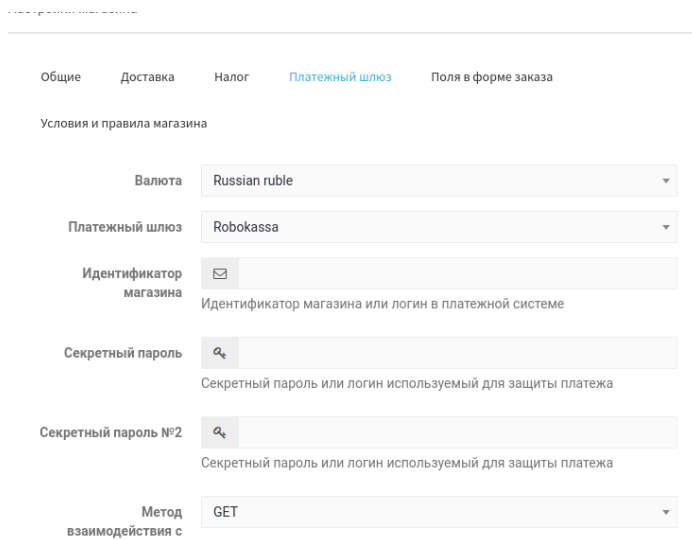 Настройки магазина
Общие Доставка Налог Платежный шлюз Поля в форме заказа
Условия и правила магазина
Валюта Russian ruble
Платежный шлюз Robokassa
Идентификатор
магазина
Идентификатор магазина или логин в платежной системе
Секретный пароль
Секретный пароль или логин используемый для защиты платежа
Секретный пароль №2
Секретный пароль или логин используемый для защиты платежа
Метод GET
взаимодействия с